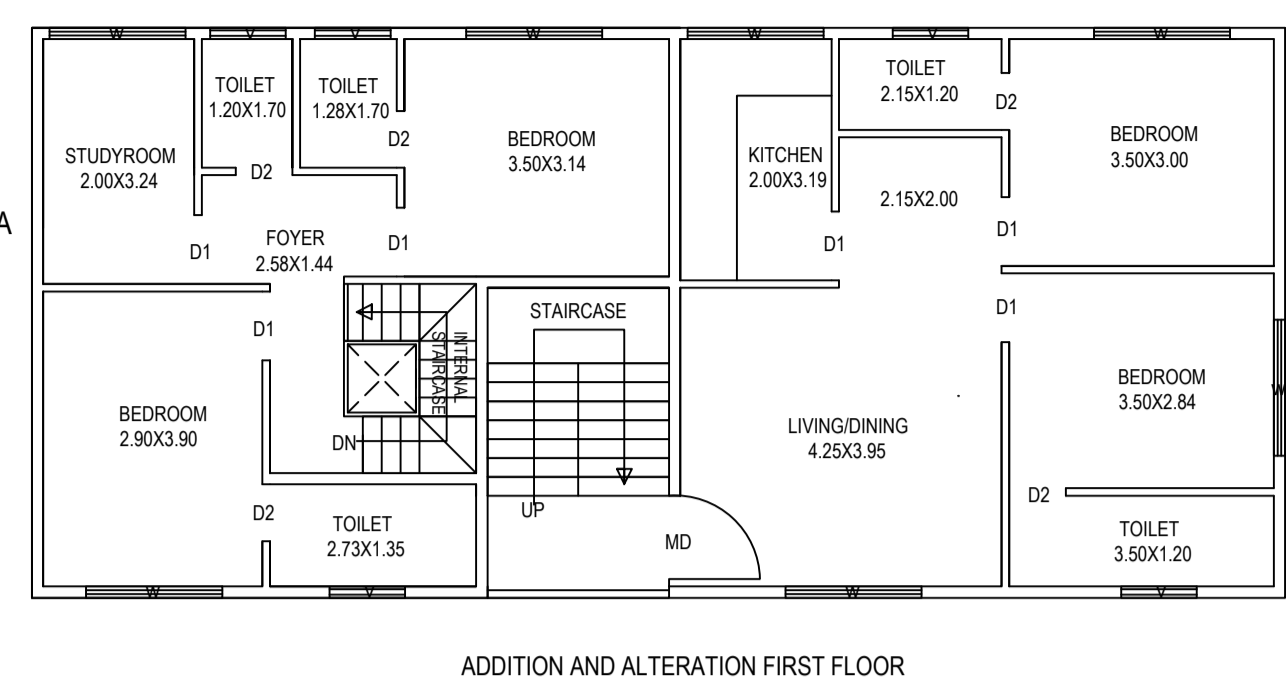 W
V
V
W
W
V
W
TOILET
1.20X1.70
TOILET
1.28X1.70
D2
BEDROOM
3.50X3.14
STUDYROOM
2.00X3.24
D2
A
D1
FOYER
2.58X1.44
D1
KITCHEN
2.00X3.19
TOILET
2.15X1.20
D2
BEDROOM
3.50X3.00
2.15X2.00
D1
D1
D1
INTERNAL
STAIRCASE
DN
STAIRCASE
UP
D1
BEDROOM
2.90X3.90
D2
TOILET
2.73X1.35
LIVING/DINING
4.25X3.95
MD
BEDROOM
3.50X2.84
W
D2
TOILET
3.50X1.20
W
V
W
V
ADDITION AND ALTERATION FIRST FLOOR